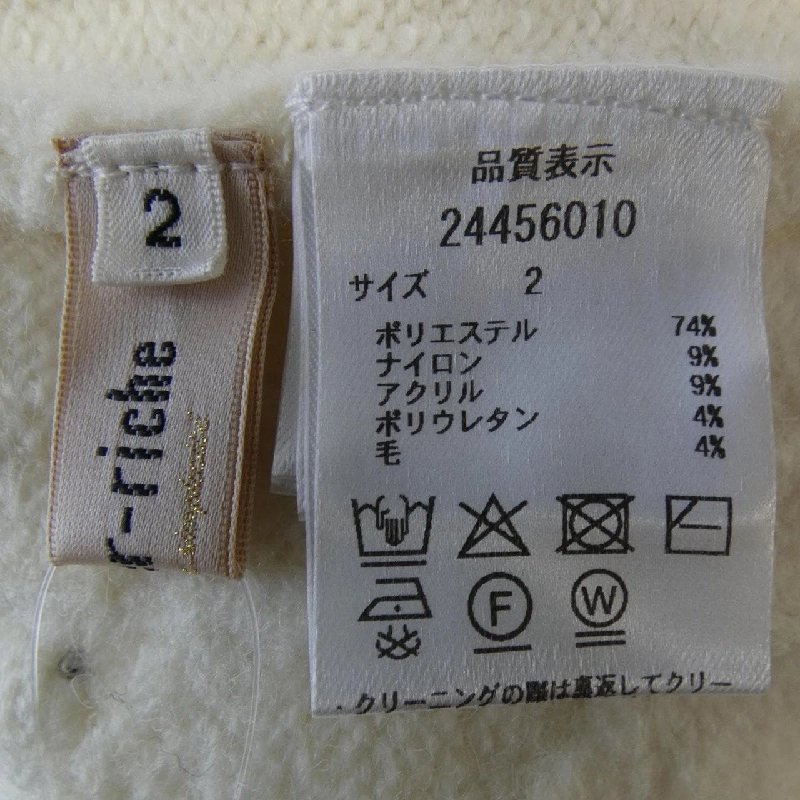 2
r-riche
品質表示
24456010
サイズ 2
ポリエステル 74%
ナイロン 9%
アクリル 9%
ポリウレタン 4%
毛 4%
F W
・クリーニングの際は裏返してクリー